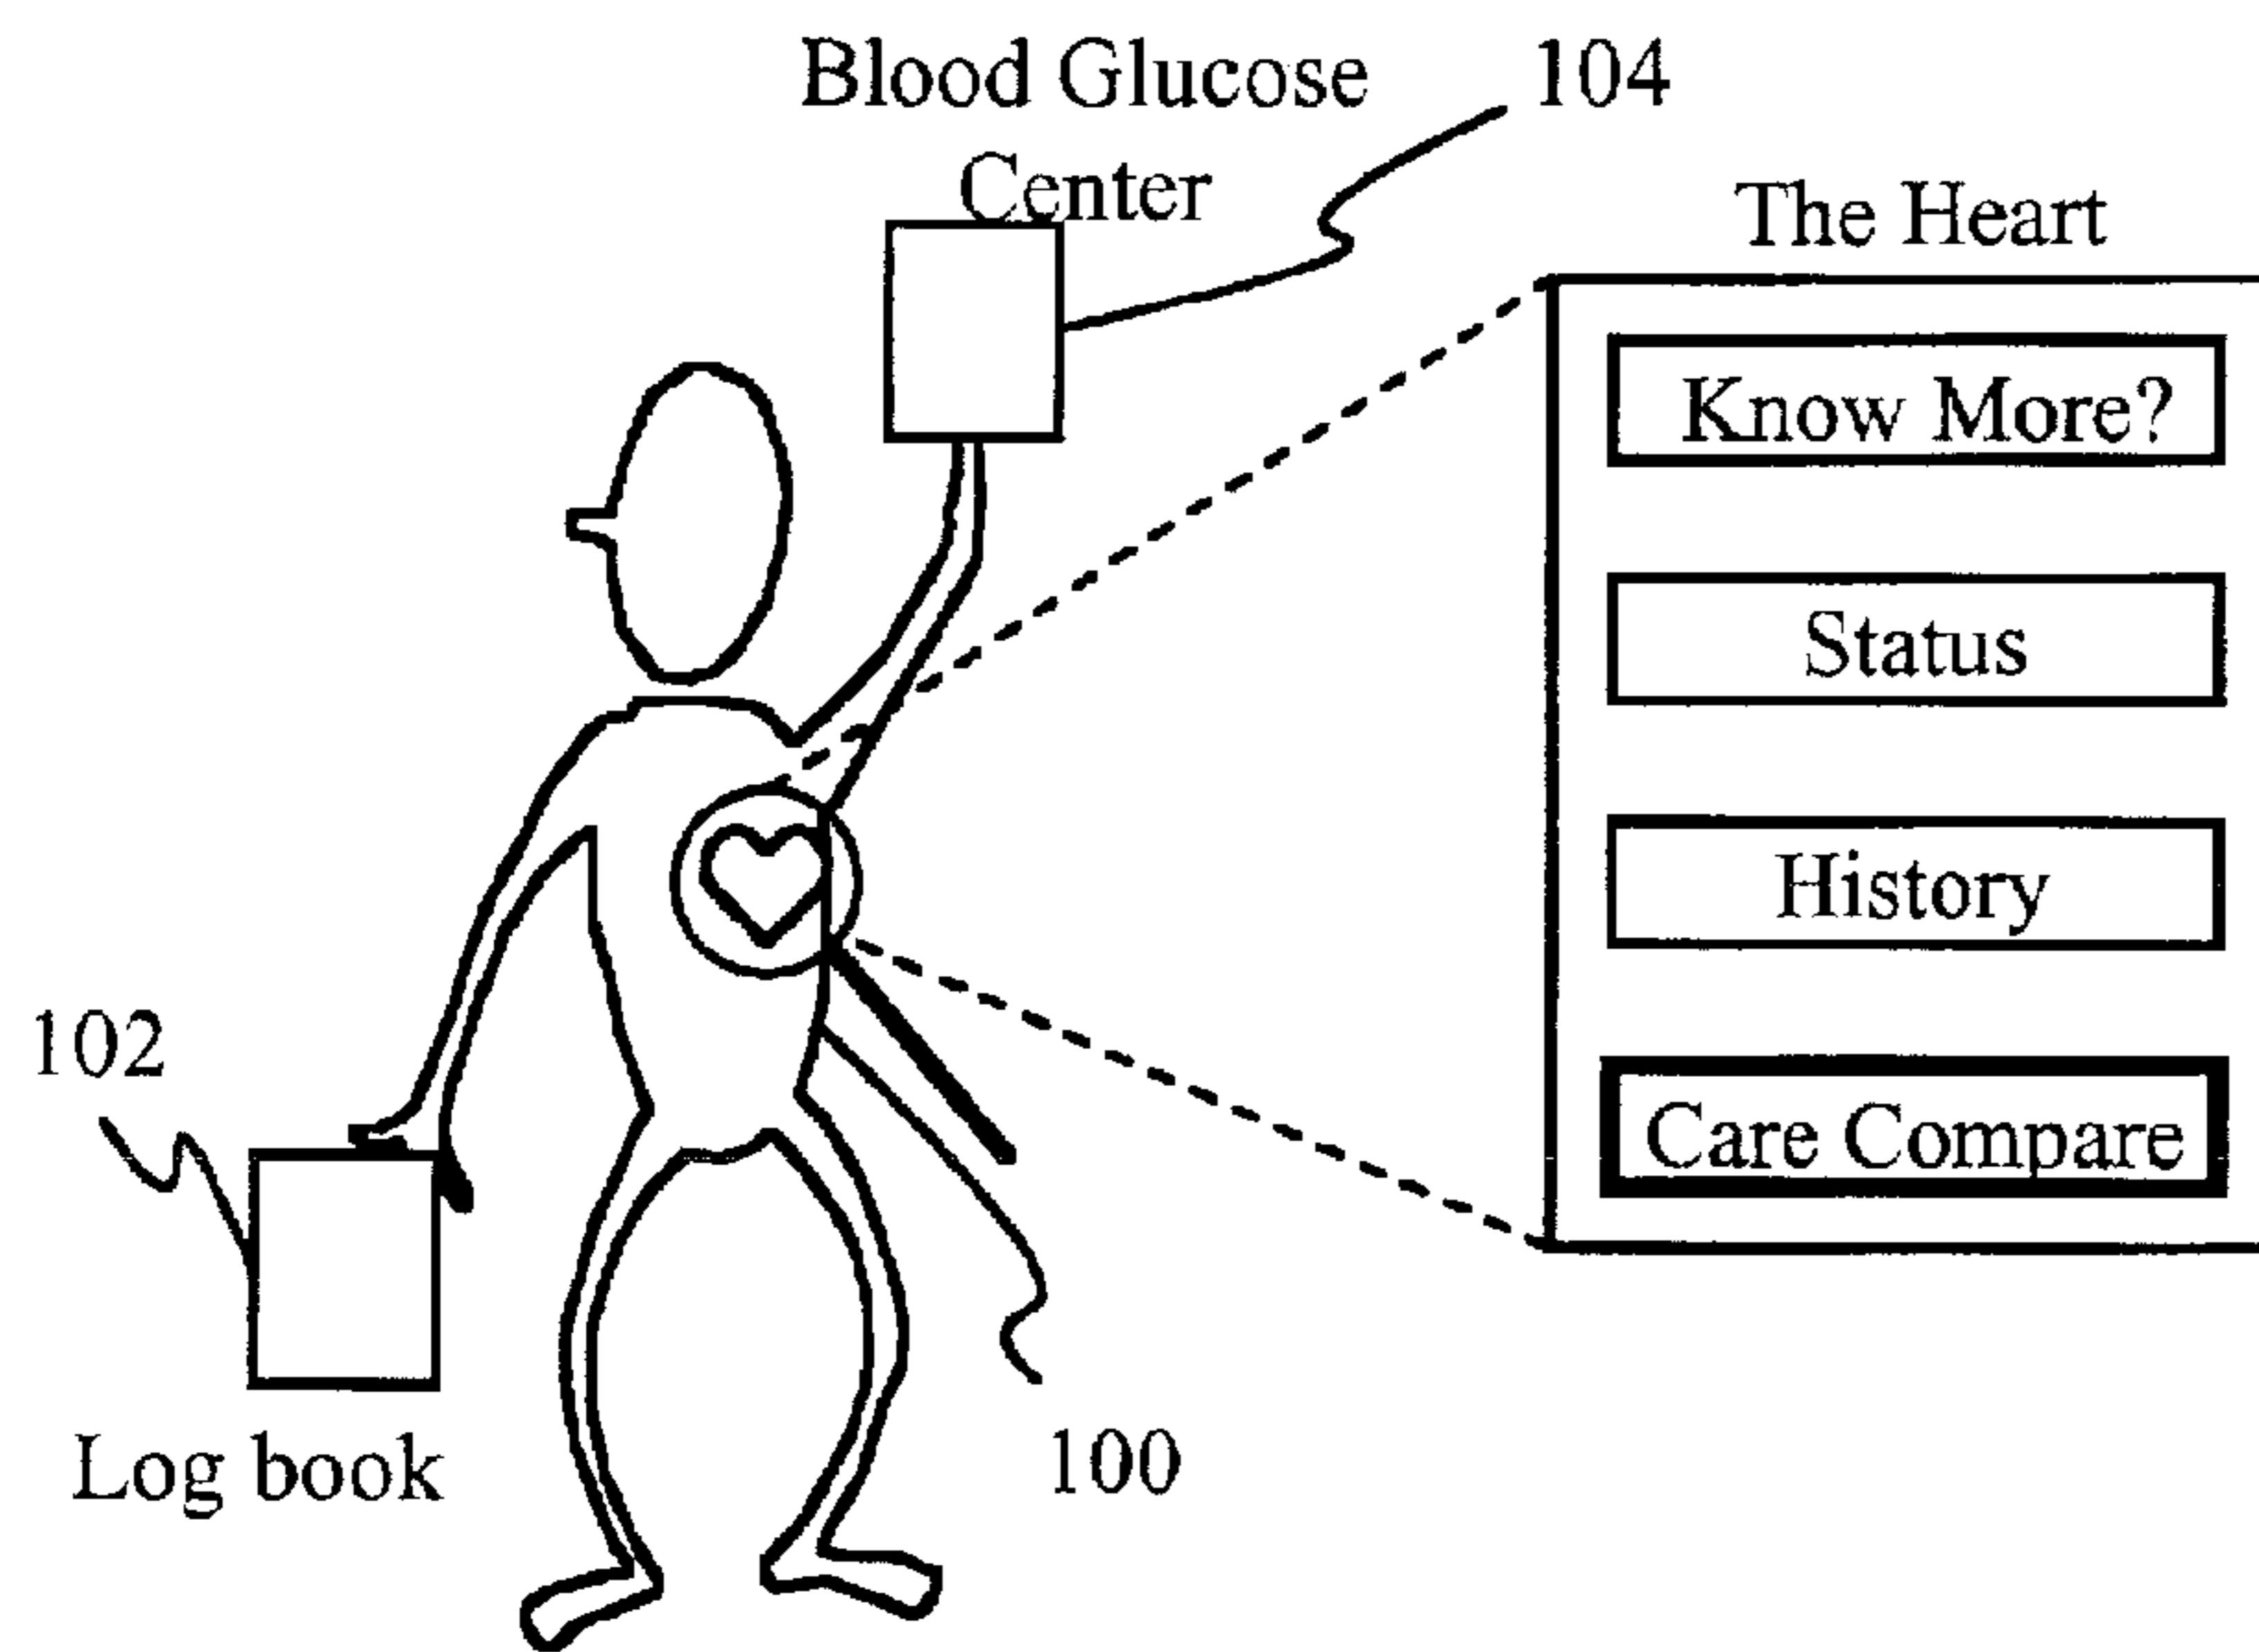 Blood Glucose
Center
104
The Heart
Know More?
Status
History
Care Compare
102
Log book
100